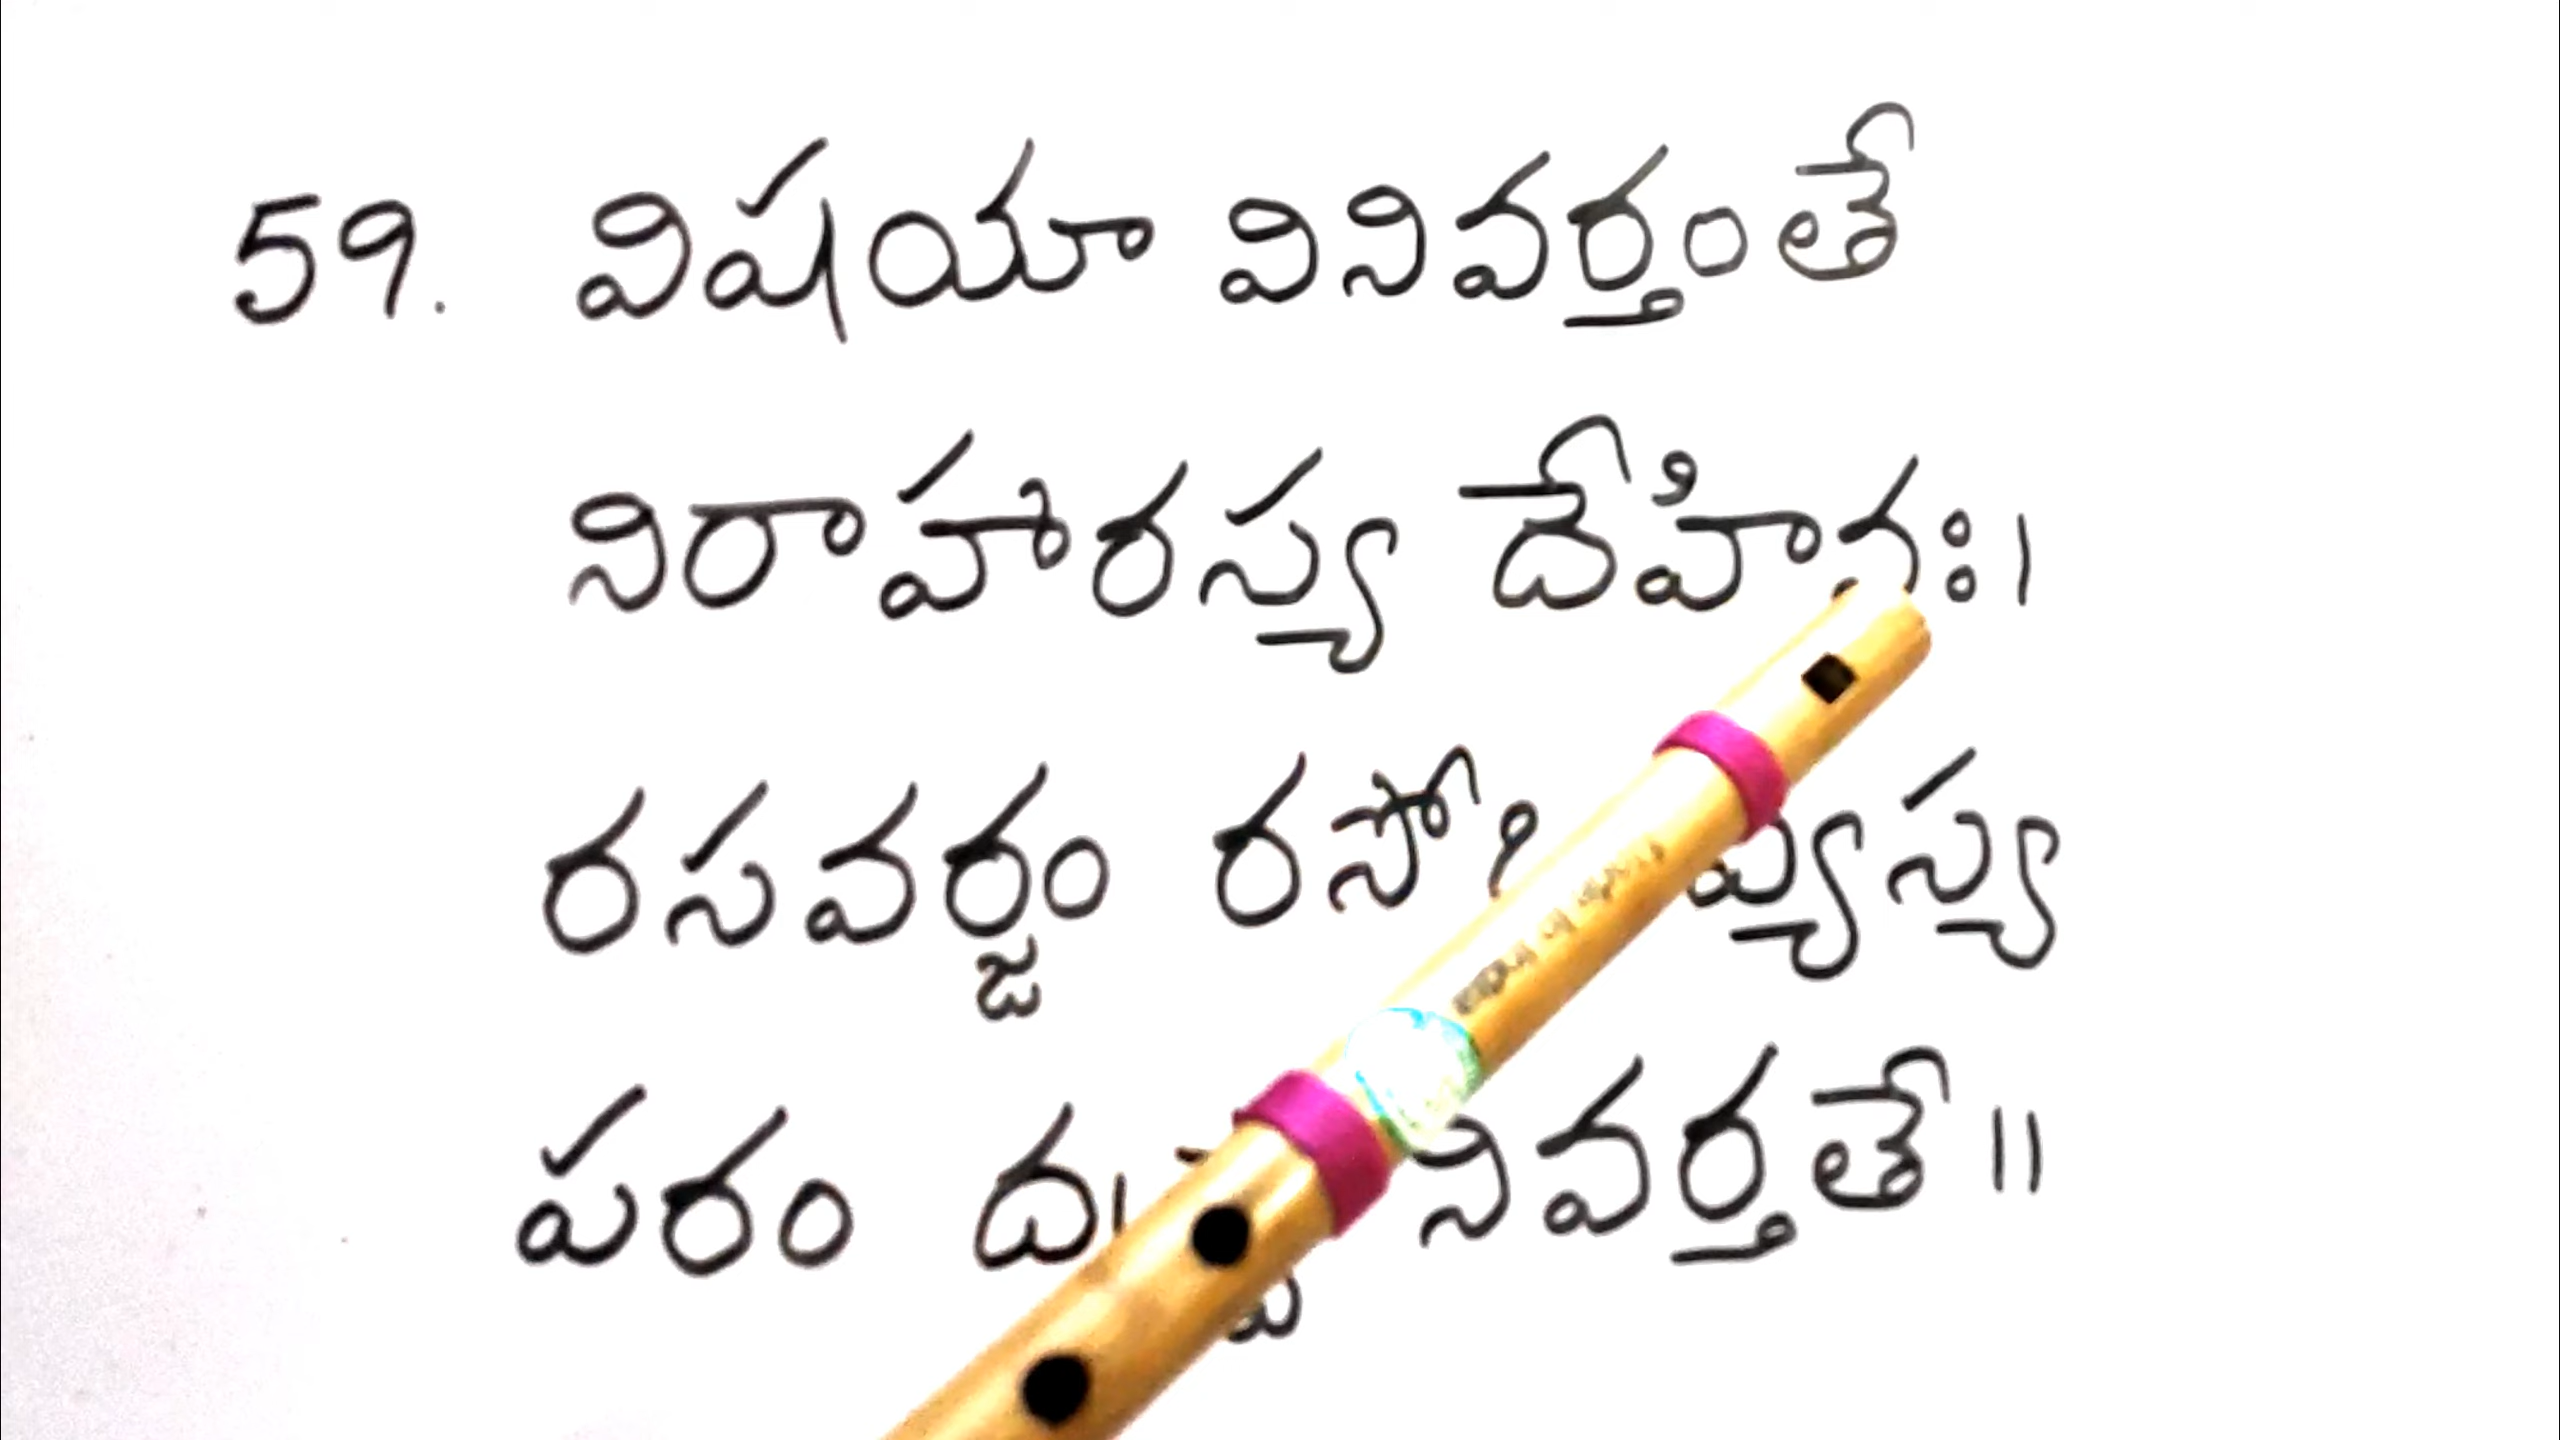 59. విషయా వినివర్తంతే
నిరాహారస్య దేహినః।
రసవర్జం
పరం నివర్తతే॥